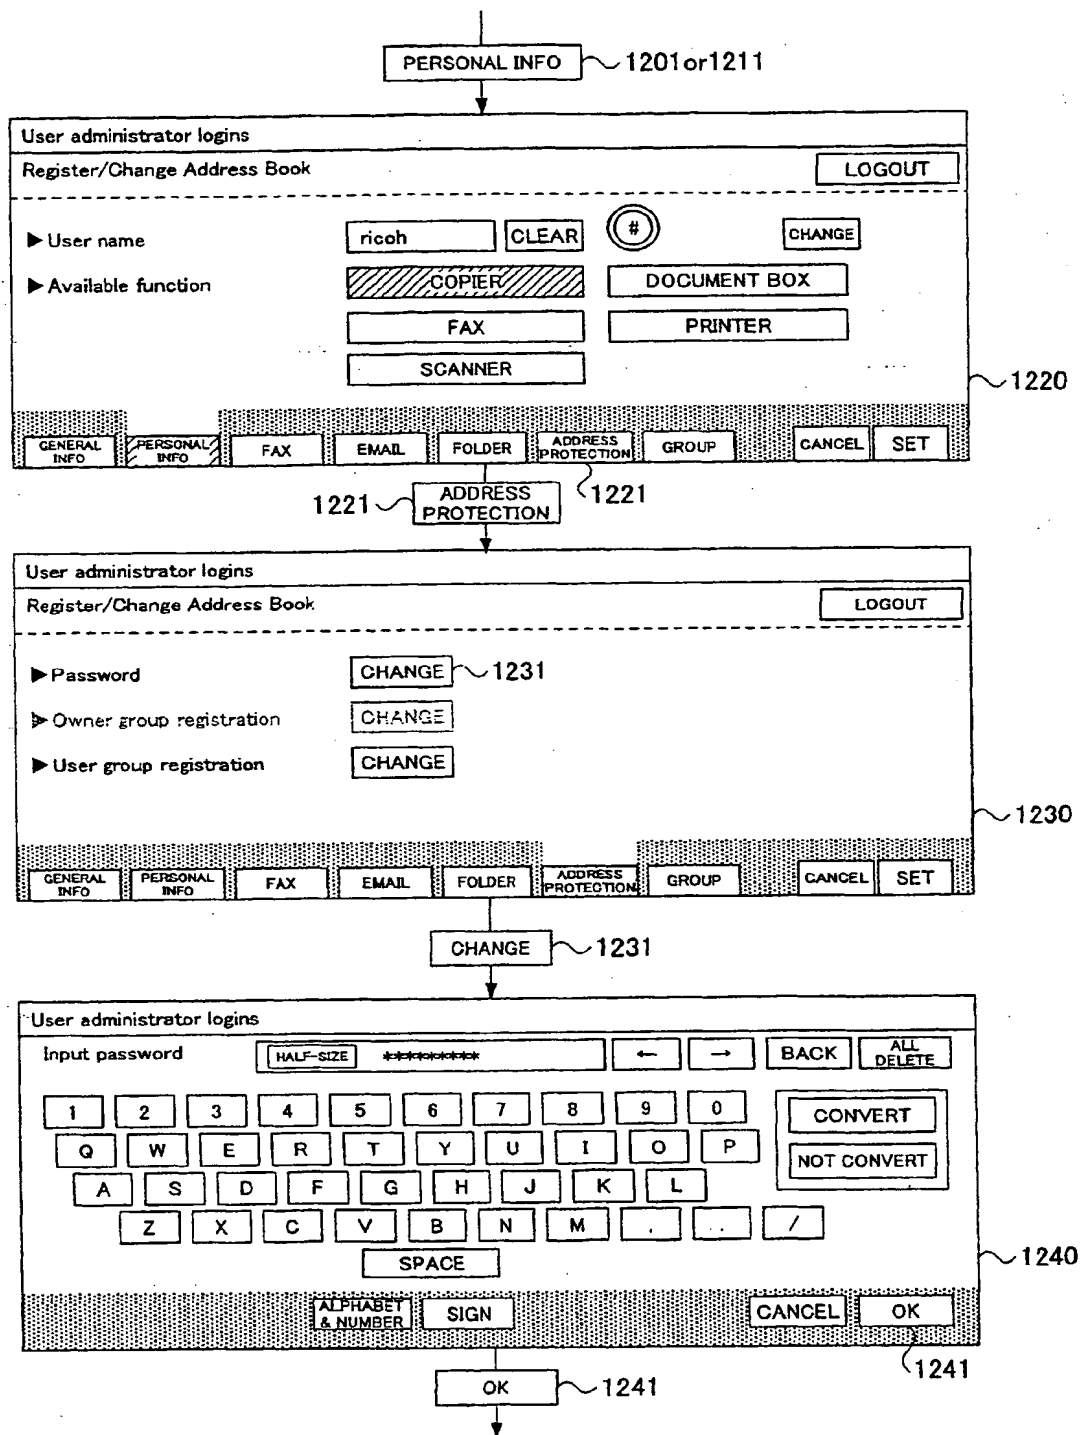 PERSONAL INFO 1201or1211
User administrator logins
Register/Change Address Book LOGOUT
▶User name ricoh CLEAR # CHANGE
▶Available function COPIER DOCUMENT BOX
FAX PRINTER
SCANNER
1220
GENERAL INFO PERSONAL INFO FAX EMAIL FOLDER ADDRESS PROTECTION GROUP CANCEL SET
1221 ADDRESS PROTECTION 1221
User administrator logins
Register/Change Address Book LOGOUT
▶Password CHANGE 1231
▶Owner group registration CHANGE
▶User group registration CHANGE
1230
GENERAL INFO PERSONAL INFO FAX EMAIL FOLDER ADDRESS PROTECTION GROUP CANCEL SET
CHANGE 1231
User administrator logins
Input password HALF-SIZE ********* ← → BACK ALL DELETE
1 2 3 4 5 6 7 8 9 0 CONVERT
Q W E R T Y U I O P NOT CONVERT
A S D F G H J K L
Z X C V B N M . .. /
SPACE 1240
ALPHABET & NUMBER SIGN CANCEL OK
1241
OK 1241